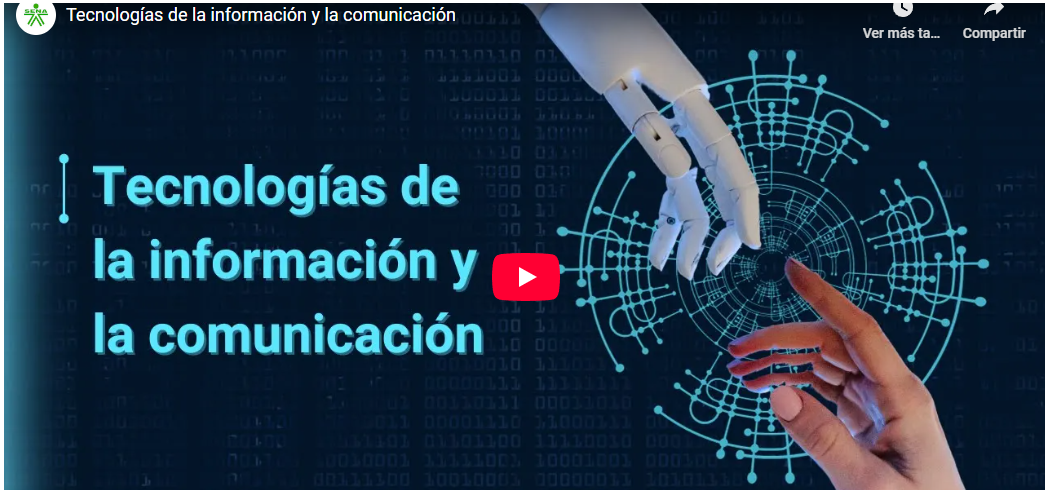 SENA
Tecnologías de la información y la comunicación
Ver más ta...
Compartir
Tecnologías de
la información y
la comunicación